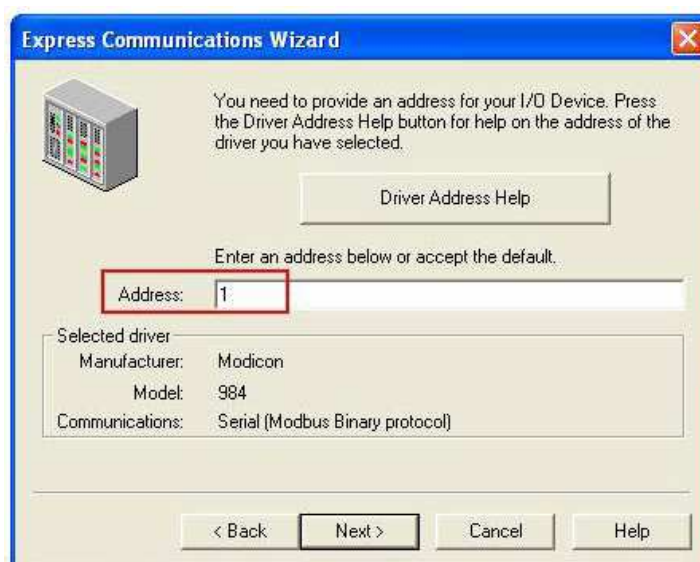 Express Communications Wizard
You need to provide an address for your I/O Device. Press
the Driver Address Help button for help on the address of the
driver you have selected.
Driver Address Help
Enter an address below or accept the default.
Address: 1
Selected driver
Manufacturer: Modicon
Model: 984
Communications: Serial (Modbus Binary protocol)
< Back Next > Cancel Help